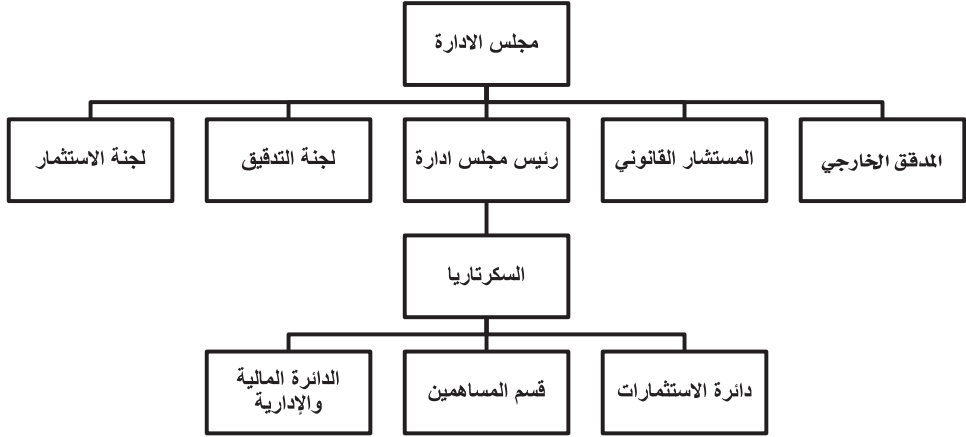 مجلس الادارة
المدقق الخارجي
المستشار القانوني
رئيس مجلس ادارة
لجنة التدقيق
لجنة الاستثمار
السكرتاريا
دائرة الاستثمارات
قسم المساهمين
الدائرة المالية
والإدارية